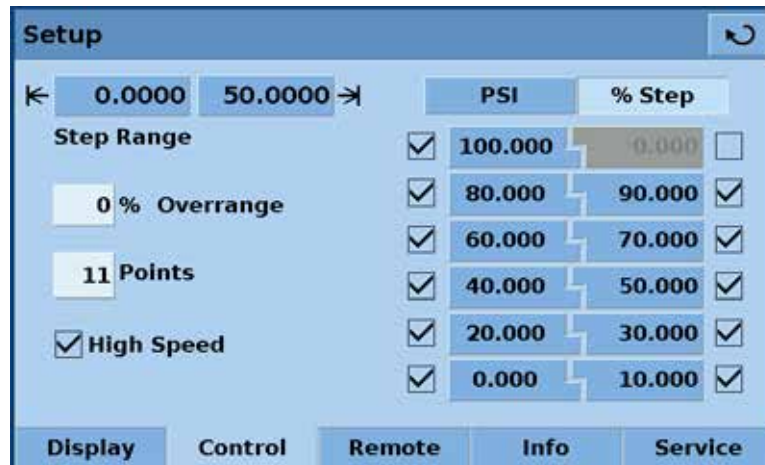 Setup
0.0000 50.0000
PSI % Step
Step Range
100.000 0.000
0 % Overrange
80.000 90.000
60.000 70.000
11 Points
40.000 50.000
High Speed
20.000 30.000
0.000 10.000
Display Control Remote Info Service